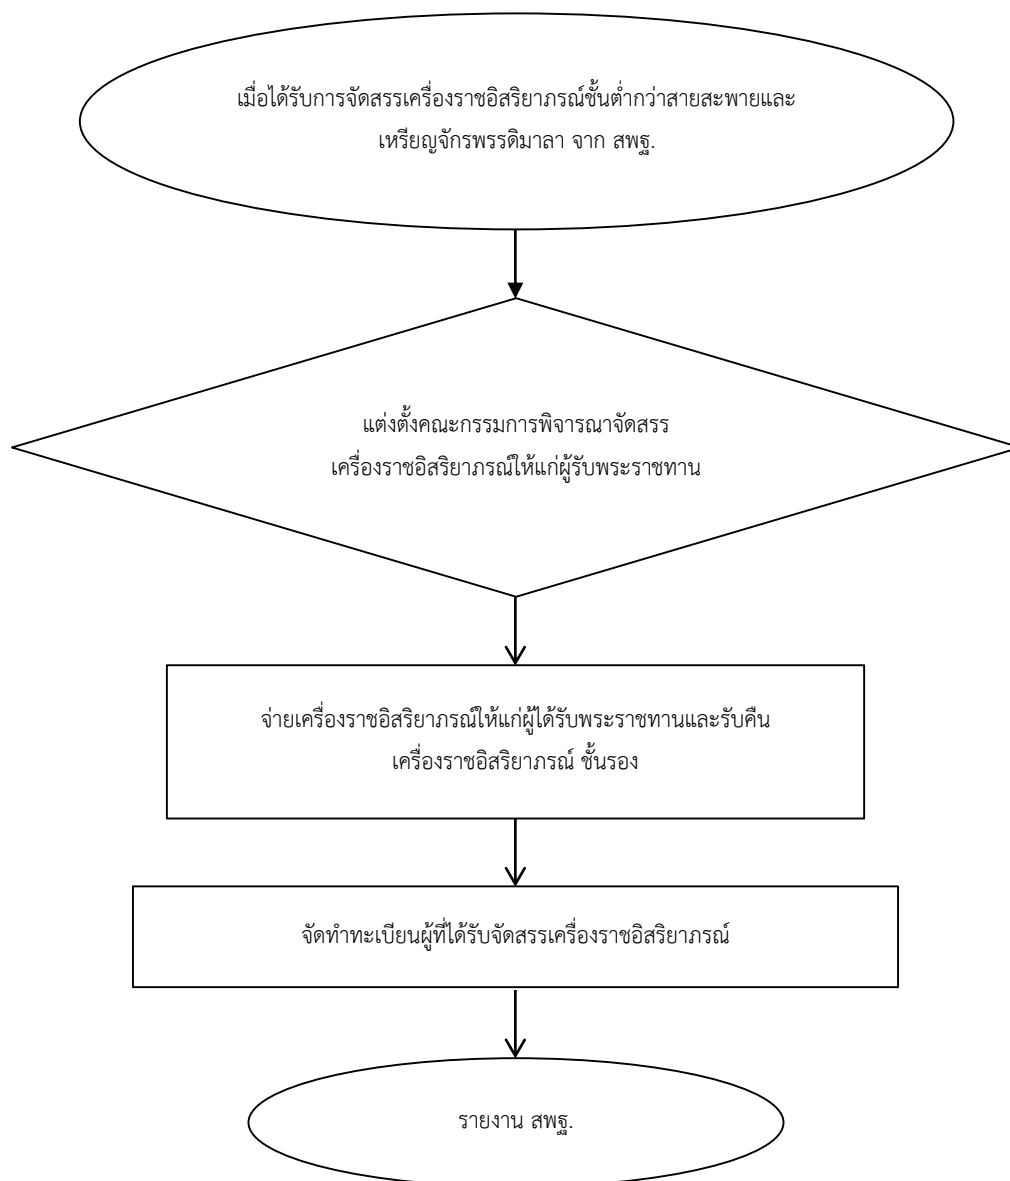 เมื่อได้รับการจัดสรรเครื่องราชอิสริยาภรณ์ชั้นต่ำกว่าสายสะพายและ
เหรียญจักรพรรดิมาลา จาก สพฐ.
แต่งตั้งคณะกรรมการพิจารณาจัดสรร
เครื่องราชอิสริยาภรณ์ให้แก่ผู้รับพระราชทาน
จ่ายเครื่องราชอิสริยาภรณ์ให้แก่ผู้ได้รับพระราชทานและรับคืน
เครื่องราชอิสริยาภรณ์ ชั้นรอง
จัดทำทะเบียนผู้ที่ได้รับจัดสรรเครื่องราชอิสริยาภรณ์
รายงาน สพฐ.